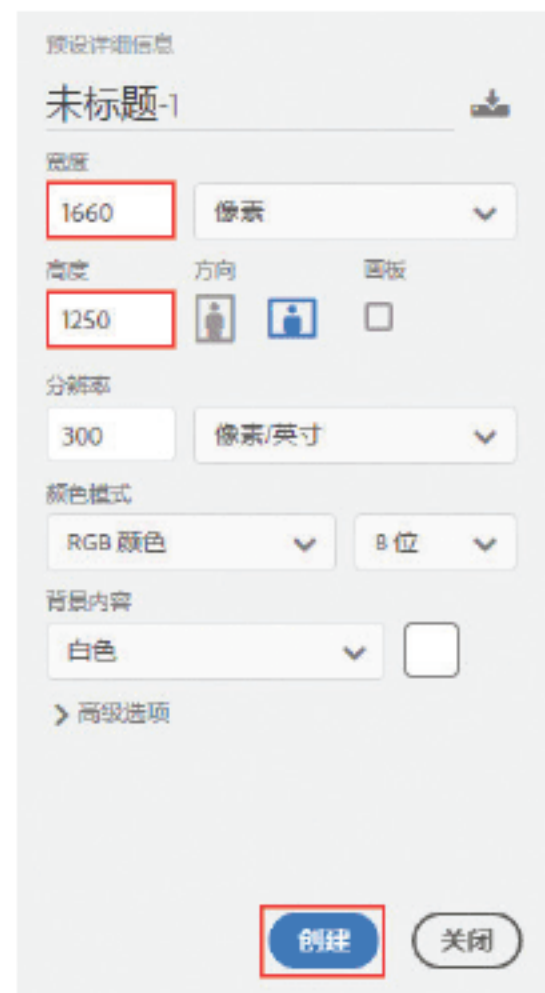 预设详细信息
未标题-1
宽度
1660 像素
高度 方向 画板
1250
分辨率
300 像素/英寸
颜色模式
RGB 颜色 8 位
背景内容
白色
高级选项
创建 关闭